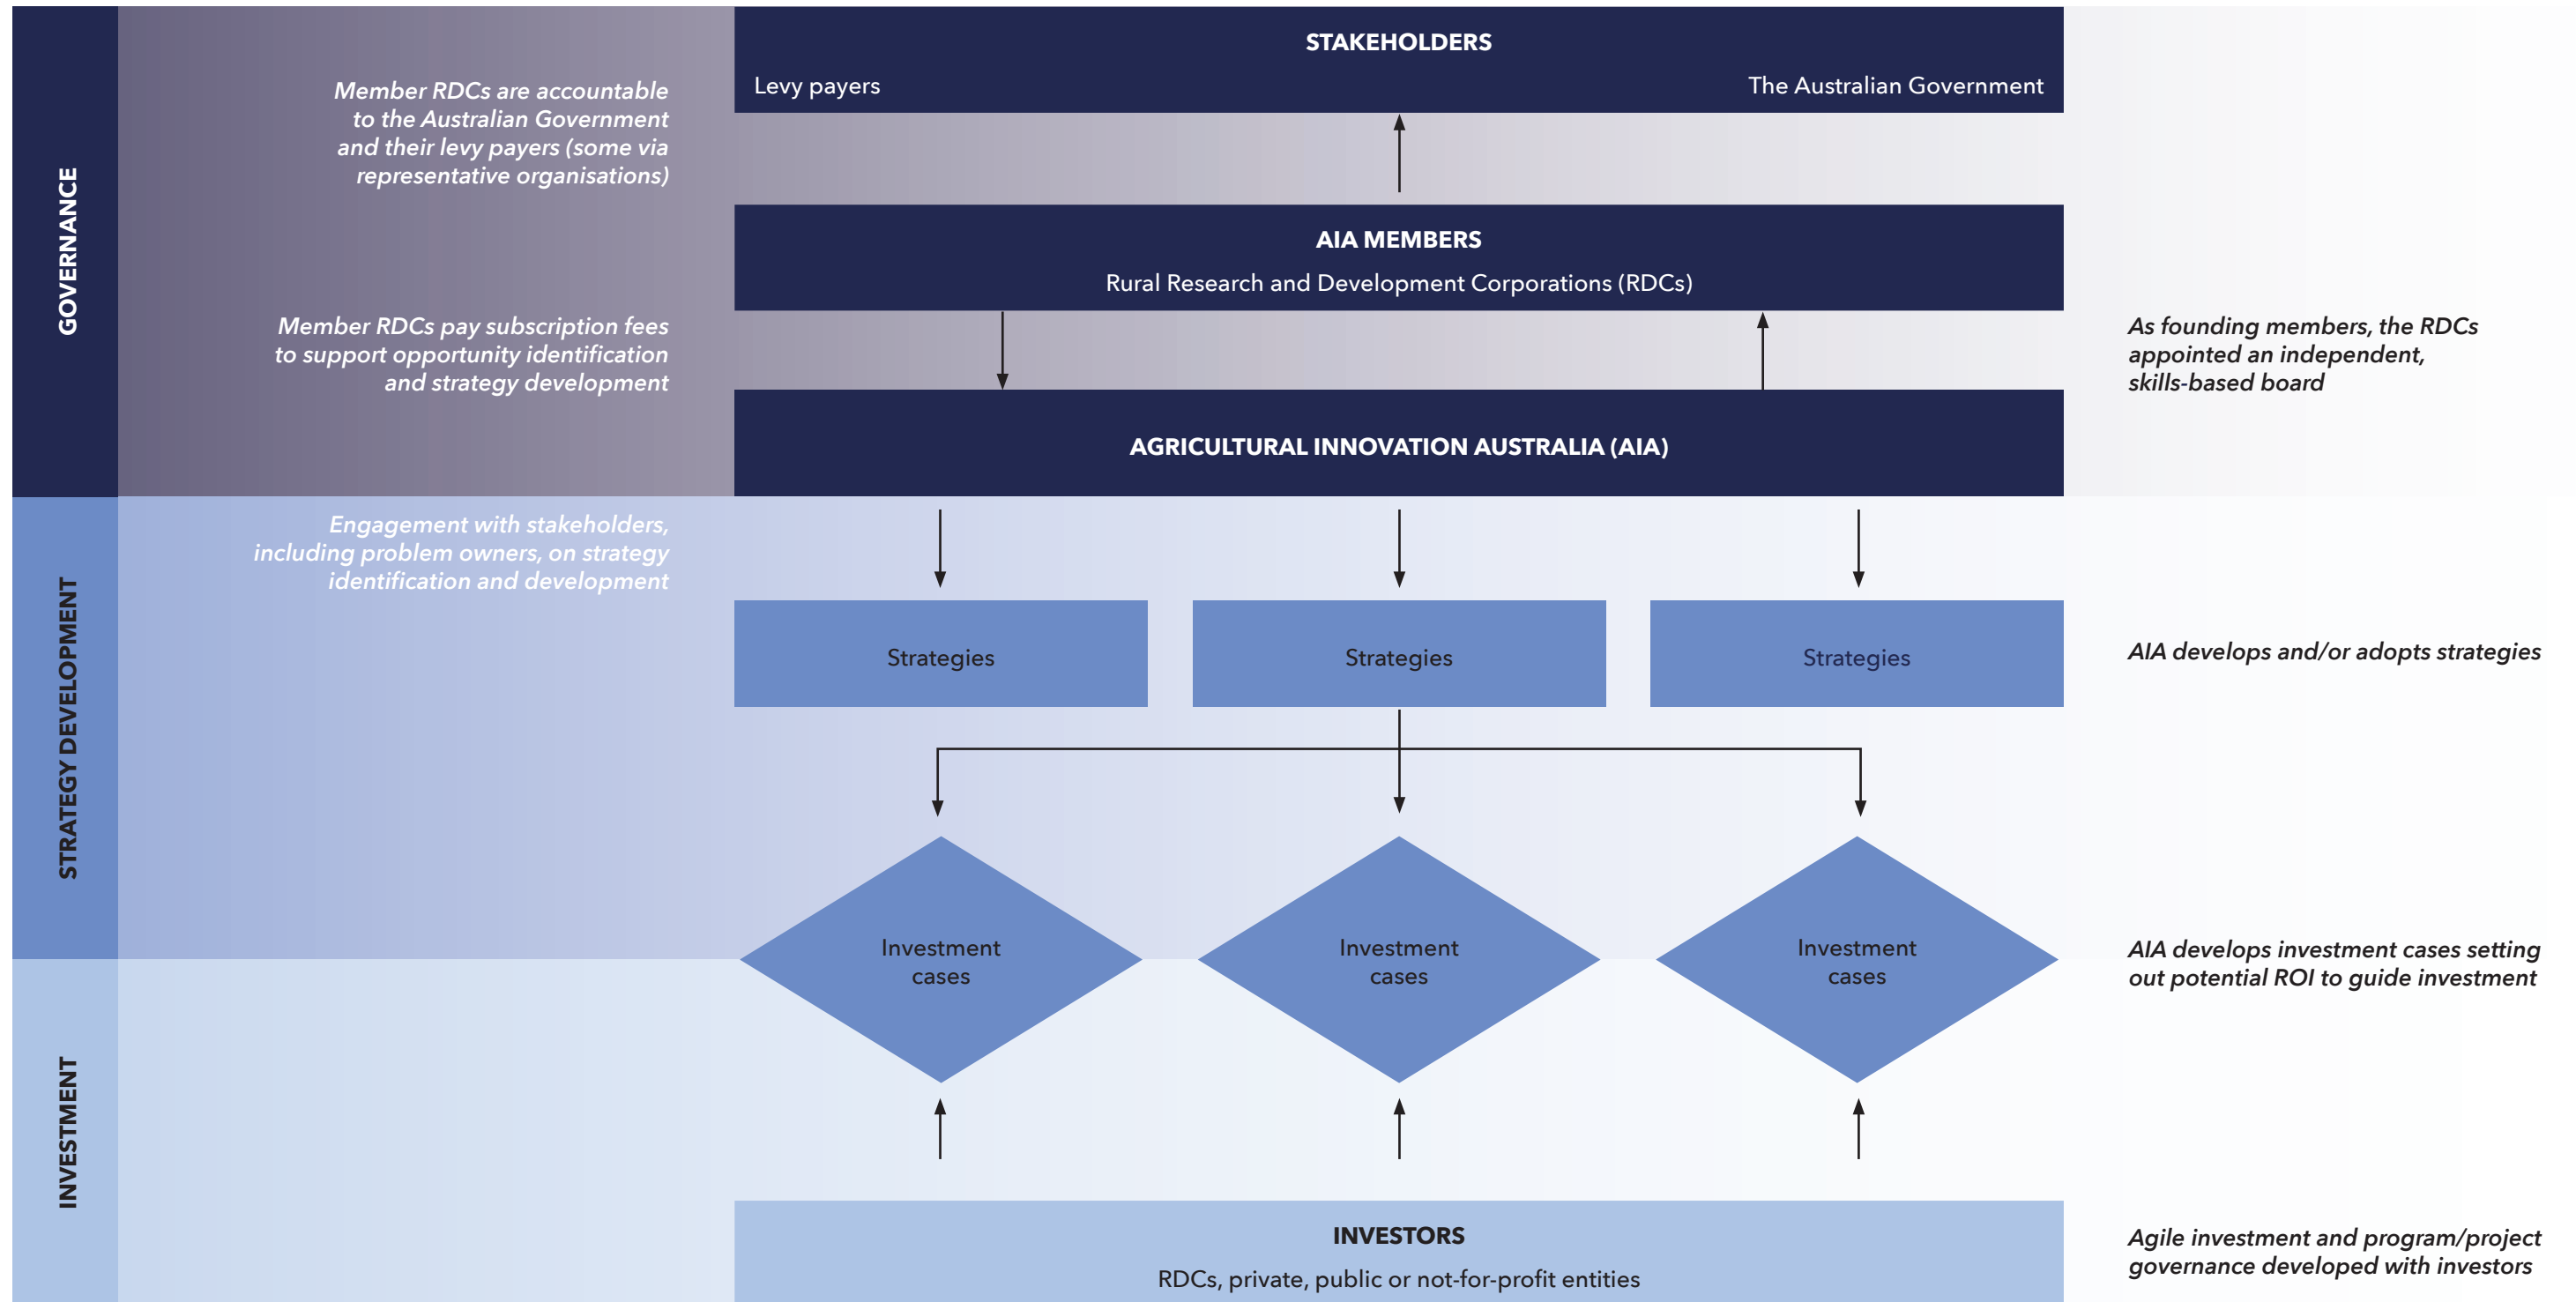 GOVERNANCE
Member RDCs are accountable
to the Australian Government
and their levy payers (some via
representative organisations)
STAKEHOLDERS
Levy payers
The Australian Government
AIA MEMBERS
Rural Research and Development Corporations (RDCs)
Member RDCs pay subscription fees
to support opportunity identification
and strategy development
As founding members, the RDCs
appointed an independent,
skills-based board
AGRICULTURAL INNOVATION AUSTRALIA (AIA)
STRATEGY DEVELOPMENT
Engagement with stakeholders,
including problem owners, on strategy
identification and development
Strategies
Strategies
Strategies
AIA develops and/or adopts strategies
Investment
cases
Investment
cases
Investment
cases
AIA develops investment cases setting
out potential ROI to guide investment
INVESTMENT
INVESTORS
RDCs, private, public or not-for-profit entities
Agile investment and program/project
governance developed with investors